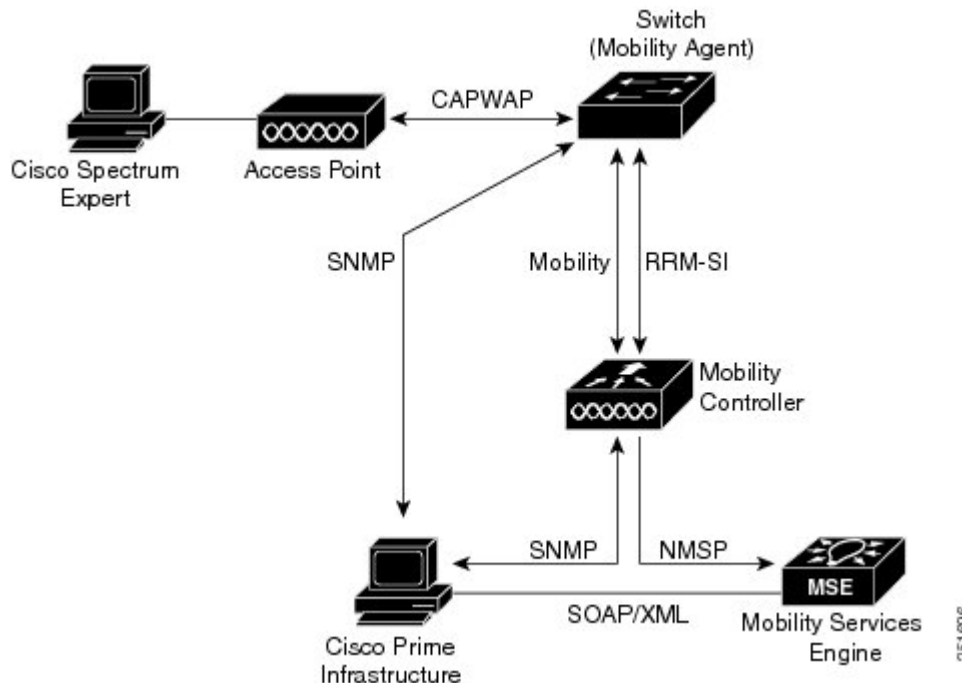 Switch
(Mobility Agent)
CAPWAP
Cisco Spectrum
Expert
Access Point
SNMP
Mobility
RRM-SI
Mobility
Controller
SNMP
NMSP
MSE
SOAP/XML
Cisco Prime
Infrastructure
Mobility Services
Engine